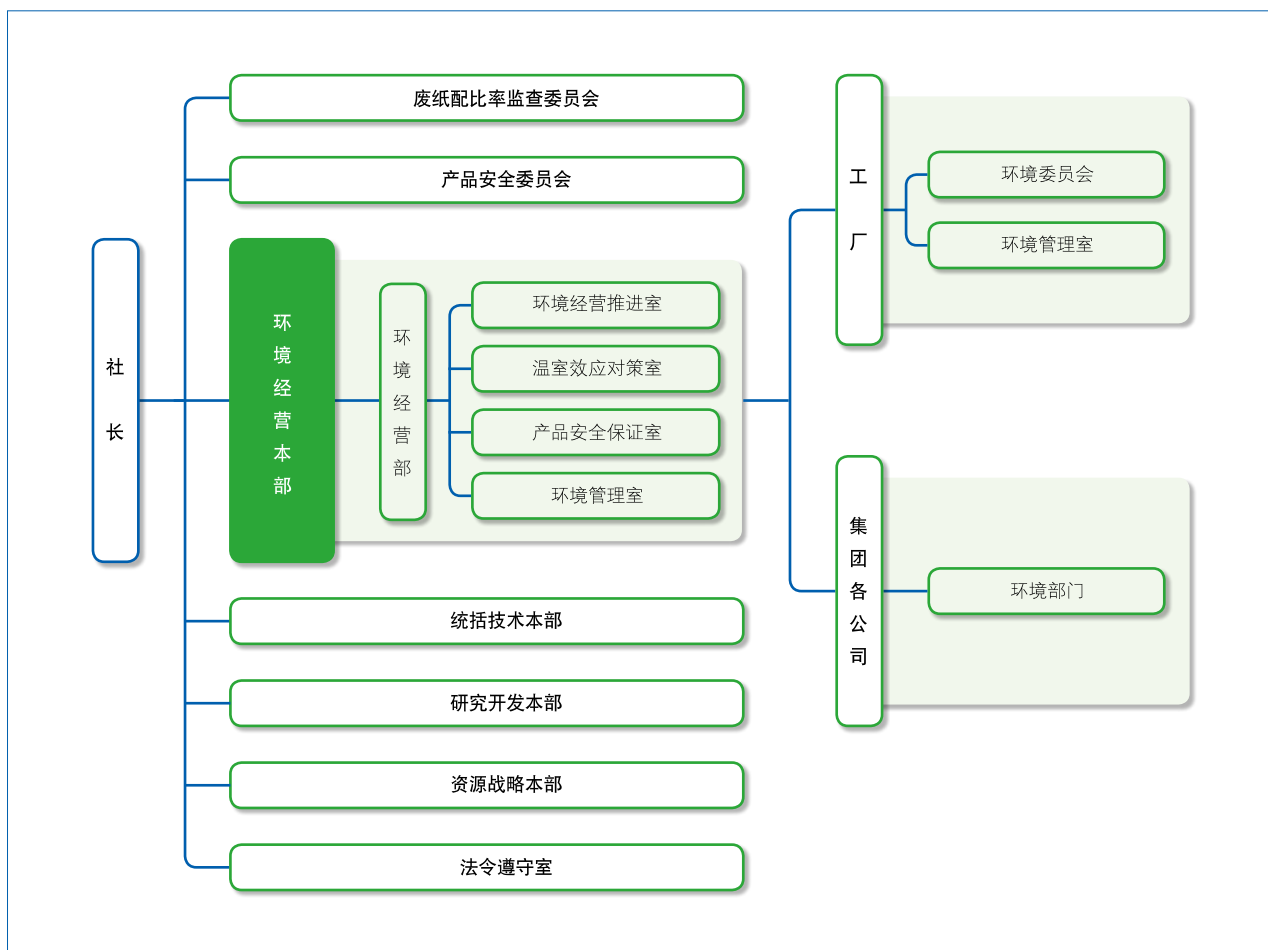 社长
废纸配比率监查委员会
产品安全委员会
环境经营本部
环境经营部
环境经营推进室
温室效应对策室
产品安全保证室
环境管理室
统括技术本部
研究开发本部
资源战略本部
法令遵守室
工厂
环境委员会
环境管理室
集团各公司
环境部门